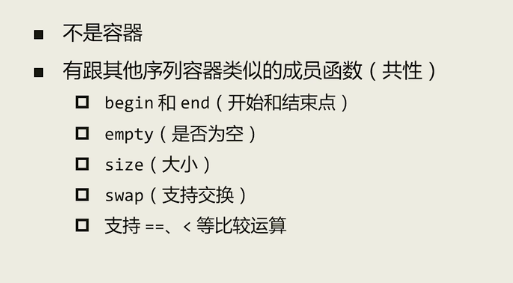 不是容器
有跟其他序列容器类似的成员函数（共性）
begin 和 end（开始和结束点）
empty（是否为空）
size（大小）
swap（支持交换）
支持 ==、< 等比较运算